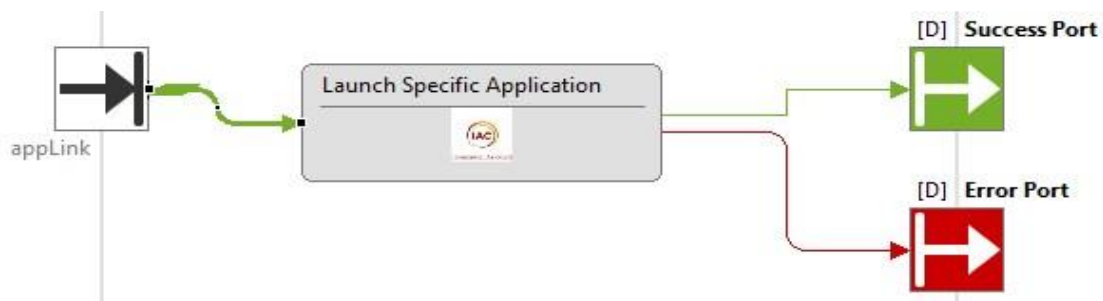 [D] Success Port
Launch Specific Application
IAC
appLink
[D] Error Port